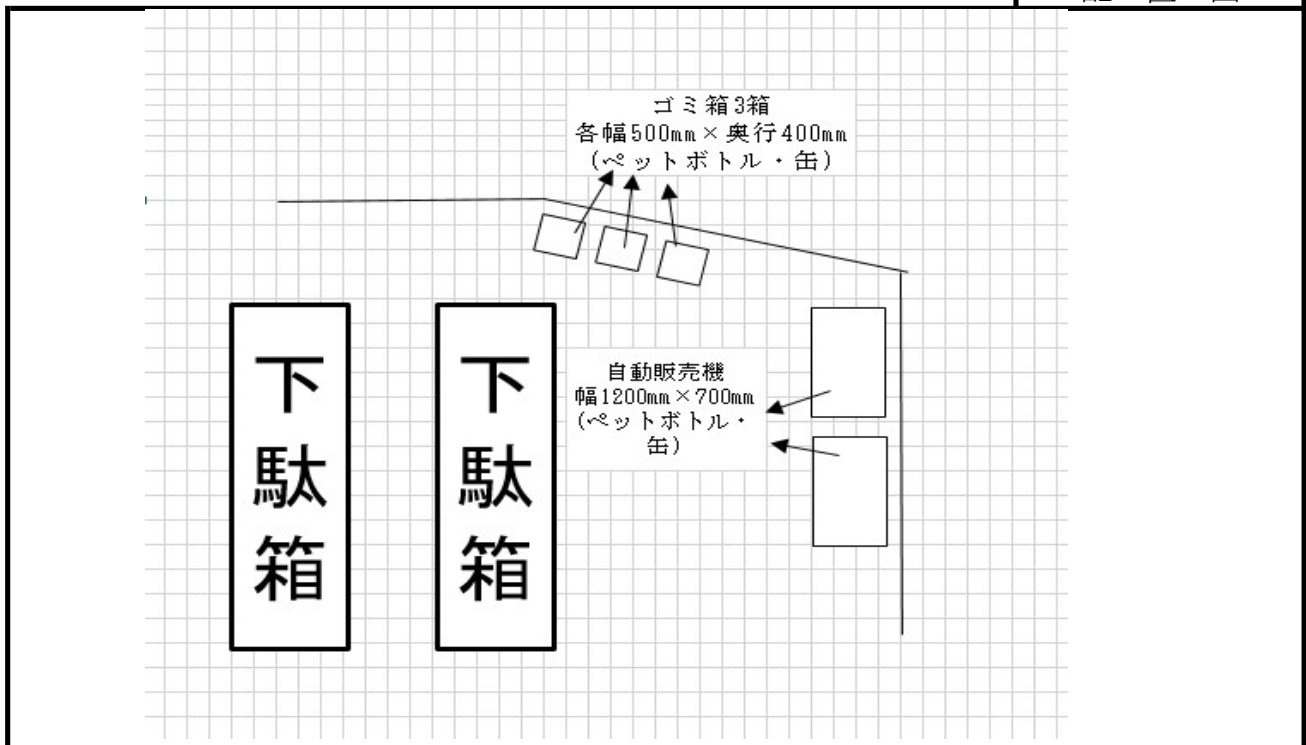 ゴミ箱3箱
各幅500mm×奥行400mm
(ペットボトル・缶)
自動販売機
幅1200mm×700mm
(ペットボトル・
缶)
下駄箱
下駄箱